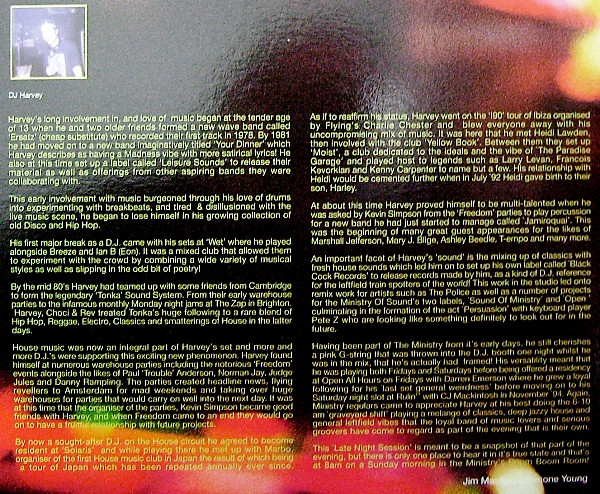 DJ Harvey
Harvey's long involvement in, and love of music began at the tender age
of 13 when he and two older friends formed a new wave band called
'Ersatz' (cheap substitute) who recorded their first track in 1978. By 1981
he had moved on to a new band imaginatively titled 'Your Dinner' which
Harvey describes as having a Madness vibe with more satirical lyrics! He
also at this time set up a label called 'Leisure Sounds' to release their
material as well as offerings from other aspiring bands they were
collaborating with.
This early involvement with music burgeoned through his love of drums
into experimenting with breakbeats, and tired & disillusioned with the
live music scene, he began to lose himself in his growing collection of
old Disco and Hip Hop.
His first major break as a D.J. came with his sets at 'Wet' where he played
alongside Breeze and Ian B (Eon). It was a mixed club that allowed them
to experiment with the crowd by combining a wide variety of musical
styles as well as slipping in the odd bit of poetry!
By the mid 80's Harvey had teamed up with some friends from Cambridge
to form the legendary 'Tonka' Sound System. From their early warehouse
parties to the infamous monthly Monday night jams at The Zap in Brighton.
Harvey, Choci & Rev treated Tonka's huge following to a rare blend of
Hip Hop, Reggae, Electro, Classics and smatterings of House in the latter
days.
House music was now an integral part of Harvey's set and more and
more D.J.'s were supporting this exciting new phenomenon. Harvey found
himself at numerous warehouse parties including the notorious 'Freedom'
events alongside the likes of Paul 'Trouble' Anderson, Norman Jay, Judge
Jules and Danny Rampling. The parties created headline news, flying
revellers to Amsterdam for mad weekends and taking over huge
warehouses for parties that would carry on well into the next day. It was
at this time that the organiser of the parties, Kevin Simpson became good
friends with Harvey, and when Freedom came to an end they would go
on to have a fruitful relationship with future projects.
By now a sought-after D.J. on the House circuit he agreed to become
resident at 'Solaris' and while playing there he met up with Marbo,
organiser of the first House music club in Japan the result of which being
a tour of Japan which has been repeated annually ever since.
As if to reaffirm his status, Harvey went on the 'I90' tour of Ibiza organised
by Flying's Charlie Chester and blew everyone away with his
uncompromising mix of music. It was here that he met Heidi Lawden,
then involved with the club 'Yellow Book'. Between them they set up
'Moist', a club dedicated to the ideals and the vibe of 'The Paradise
Garage' and played host to legends such as Larry Levan, Francois
Kevorkian and Kenny Carpenter to name but a few. His relationship with
Heidi would be cemented further when in July '92 Heidi gave birth to their
son, Harley.
At about this time Harvey proved himself to be multi-talented when he
was asked by Kevin Simpson from the 'Freedom' parties to play percussion
for a new band he had just started to manage called 'Jamiroquai'. This
was the beginning of many great guest appearances for the likes of
Marshall Jefferson, Mary J. Blige, Ashley Beedle, T-empo and many more.
An important facet of Harvey's 'sound' is the mixing up of classics with
fresh house sounds which led him on to set up his own label called 'Black
Cock Records' to release records made by him, as a kind of D.J. reference
for the leftfield train spotters of the world! This work in the studio led onto
remix work for artists such as The Police as well as a number of projects
for the Ministry Of Sound's two labels, 'Sound Of Ministry' and 'Open'
culminating in the formation of the act 'Persuasion' with keyboard player
Pete Z who are looking like something definitely to look out for in the
future.
Having been part of The Ministry from it's early days, he still cherishes
a pink G-string that was thrown into the D.J. booth one night whilst he
was in the mix, that he's actually had framed! His versatility meant that
he was playing both Fridays and Saturdays before being offered a residency
at Open All Hours on Fridays with Darren Emerson where he grew a loyal
following for his 'last set general weirdness' before moving on to his
Saturday night slot at Rulin' with CJ Mackintosh in November 94. Again,
Ministry regulars came to appreciate Harvey at his best doing the 6-10
am 'graveyard shift' playing a melange of classics, deep jazzy house and
general leftfield vibes that the loyal band of music lovers and serious
groovers have come to regard as part of the evening that is their own.
This 'Late Night Session' is meant to be a snapshot of that part of the
evening, but there is only one place to hear it in it's true state and that's
at 8am on a Sunday morning in the Ministry's Boom Boom Room!
Jim Young